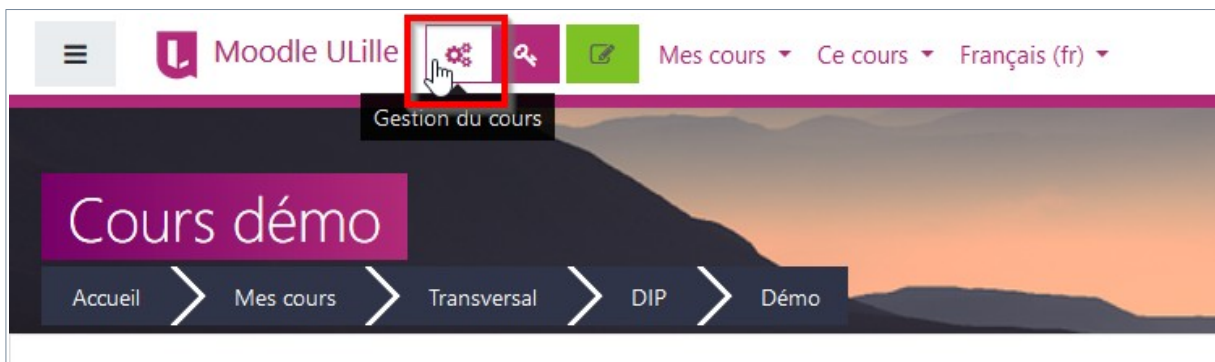 Moodle ULille Mes cours Ce cours Français (fr)
Gestion du cours
Cours démo
Accueil Mes cours Transversal DIP Démo